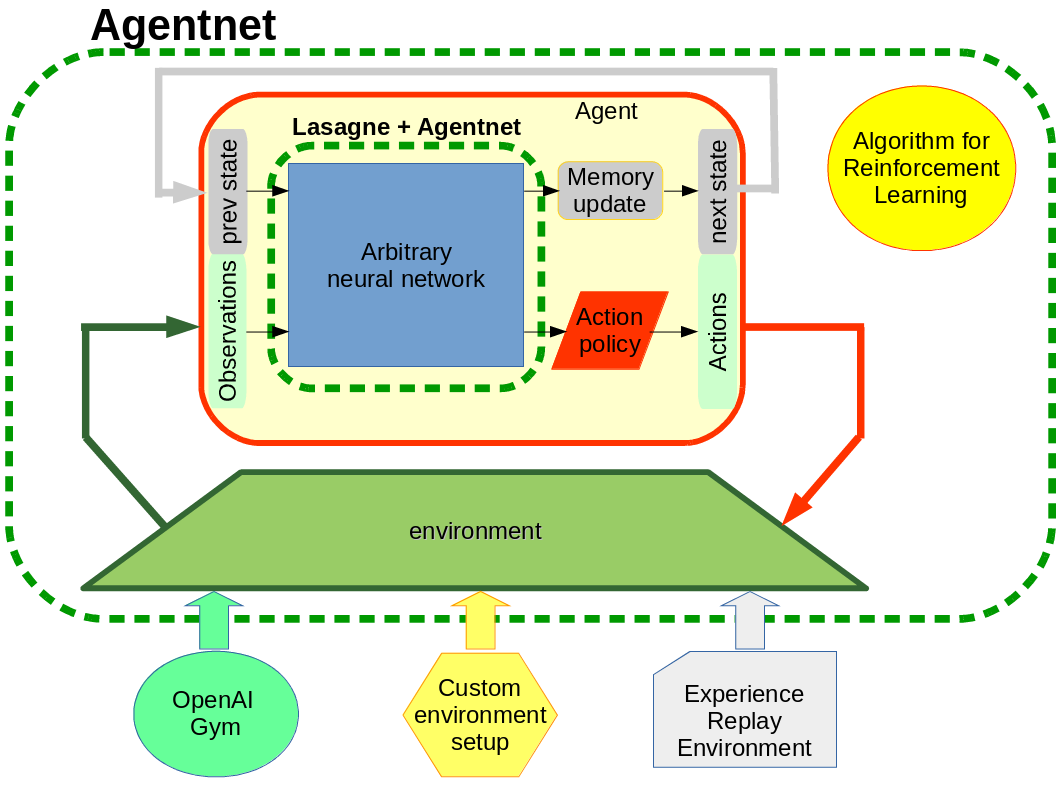 Agentnet
Agent
Lasagne + Agentnet
prev state
Observations
Arbitrary
neural network
Memory
update
Action
policy
next state
Actions
Algorithm for
Reinforcement
Learning
environment
OpenAI
Gym
Custom
environment
setup
Experience
Replay
Environment